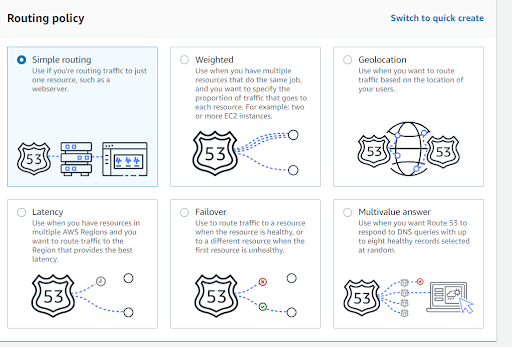 Routing policy
Switch to quick create
Simple routing
Use if you're routing traffic to just
one resource, such as a
webserver.
Weighted
Use when you have multiple
resources that do the same job,
and you want to specify the
proportion of traffic that goes to
each resource. For example: two
or more EC2 instances.
Geolocation
Use when you want to route
traffic based on the location of
your users.
53
53
53
53
Latency
Use when you have resources in
multiple AWS Regions and you
want to route traffic to the
Region that provides the best
latency.
Failover
Use to route traffic to a resource
when the resource is healthy, or
to a different resource when the
first resource is unhealthy.
Multivalue answer
Use when you want Route 53 to
respond to DNS queries with up
to eight healthy records selected
at random.
53
53
53